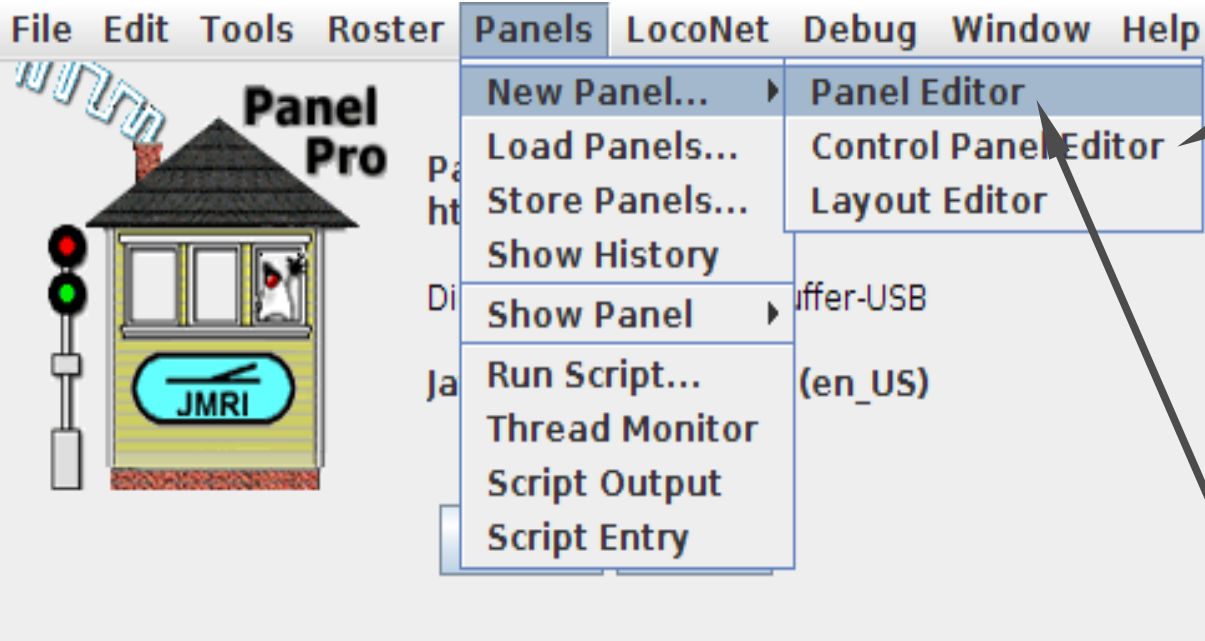 File Edit Tools Roster Panels LocoNet Debug Window Help
Panel
Pro
New Panel...
Load Panels...
Store Panels...
Show History
Show Panel
Run Script...
Thread Monitor
Script Output
Script Entry
Panel Editor
Control Panel Editor
Layout Editor
JMRI
(en_US)